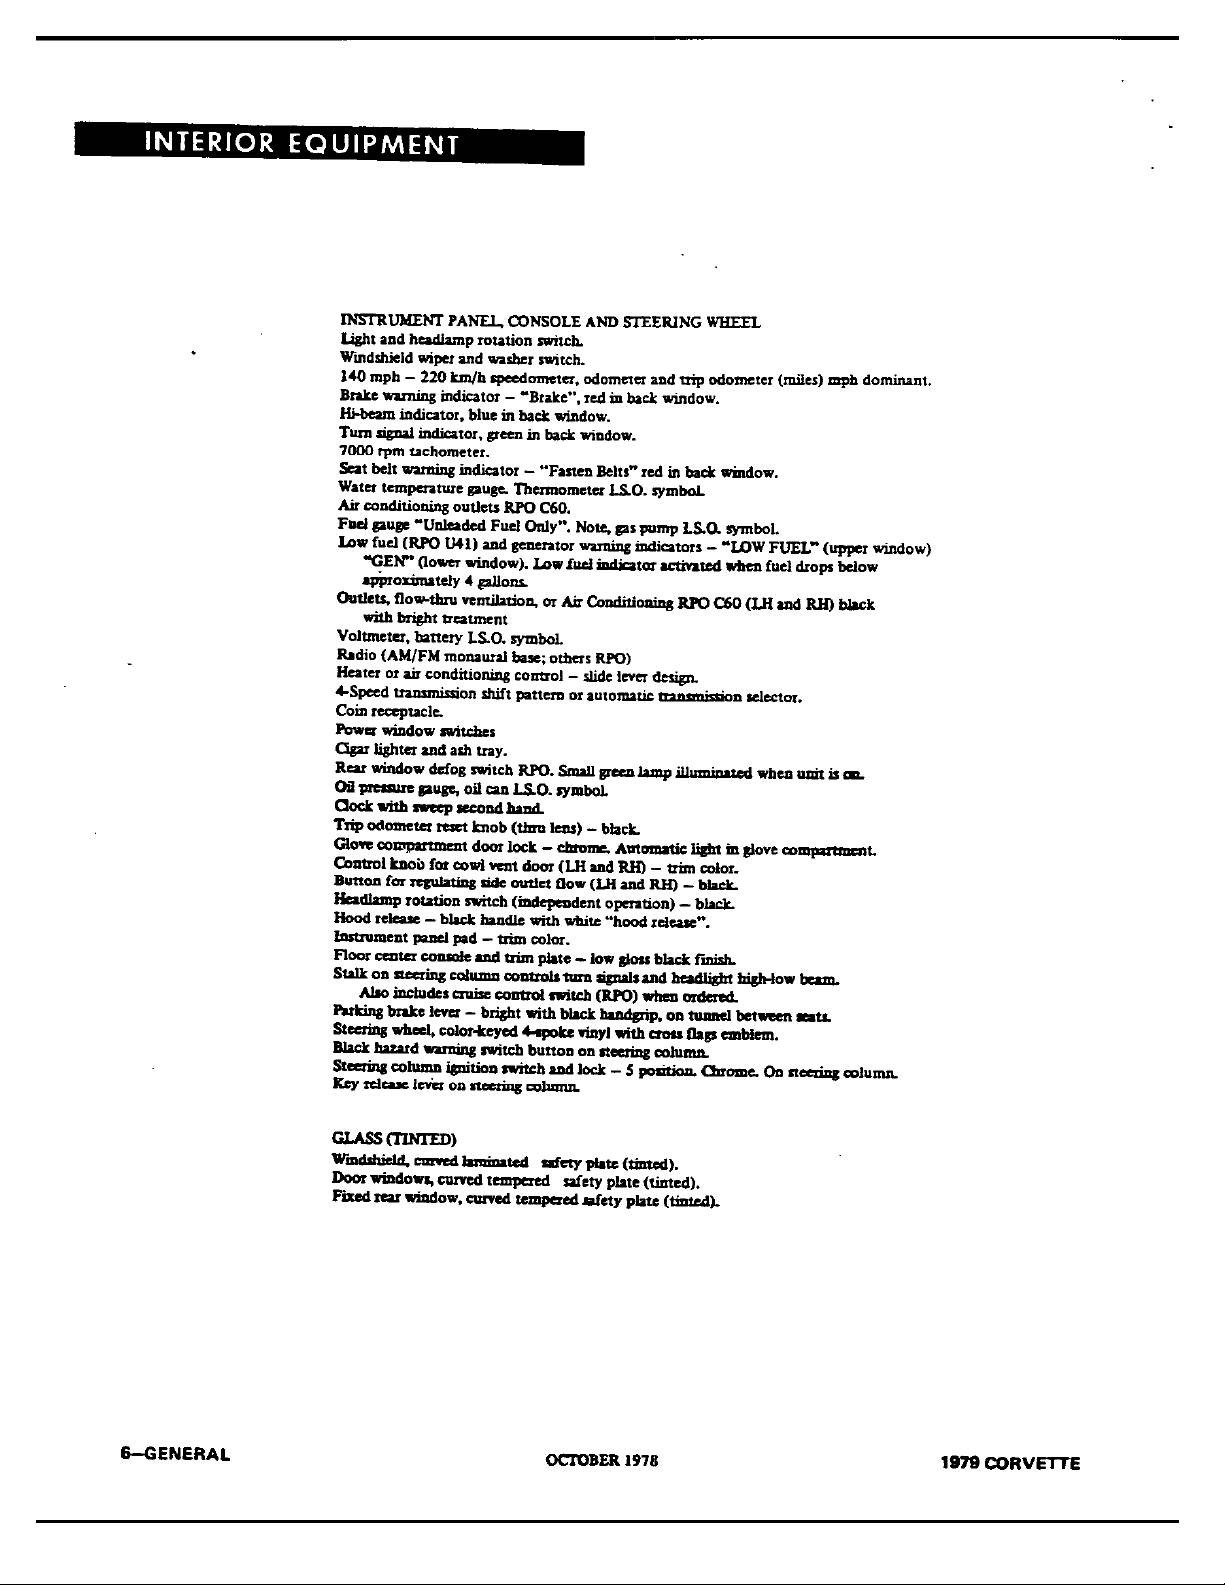 INTERIOR EQUIPMENT
INSTRUMENT PANEL, CONSOLE AND STEERING WHEEL
Light and headlamp rotation switch.
Windshield wiper and washer switch.
140 mph – 220 km/h speedometer, odometer and trip odometer (miles) mph dominant.
Brake warning indicator – "Brake", red in back window.
Hi-beam indicator, blue in back window.
Turn signal indicator, green in back window.
7000 rpm tachometer.
Seat belt warning indicator – "Fasten Belts" red in back window.
Water temperature gauge. Thermometer I.S.O. symbol.
Air conditioning outlets RPO C60.
Fuel gauge "Unleaded Fuel Only". Note, gas pump I.S.O. symbol.
Low fuel (RPO U41) and generator warning indicators – "LOW FUEL" (upper window)
"GEN" (lower window). Low fuel indicator activated when fuel drops below
approximately 4 gallons.
Outlets, flow-thru ventilation, or Air Conditioning RPO C60 (LH and RH) black
with bright treatment
Voltmeter, battery I.S.O. symbol.
Radio (AM/FM monaural base; others RPO)
Heater or air conditioning control – slide lever design.
4-Speed transmission shift pattern or automatic transmission selector.
Coin receptacle.
Power window switches
Cigar lighter and ash tray.
Rear window defog switch RPO. Small green lamp illuminated when unit is on.
Oil pressure gauge, oil can I.S.O. symbol.
Clock with sweep second hand.
Trip odometer reset knob (thru lens) – black.
Glove compartment door lock – chrome. Automatic light in glove compartment.
Control knob for cowl vent door (LH and RH) – trim color.
Button for regulating side outlet flow (LH and RH) – black.
Headlamp rotation switch (independent operation) – black.
Hood release – black handle with white "hood release".
Instrument panel pad – trim color.
Floor center console and trim plate – low gloss black finish.
Stalk on steering column controls turn signals and headlight high-low beam.
Also includes cruise control switch (RPO) when ordered.
Parking brake lever – bright with black handgrip, on tunnel between seats.
Steering wheel, color-keyed 4-spoke vinyl with cross flags emblem.
Black hazard warning switch button on steering column.
Steering column ignition switch and lock – 5 position. Chrome. On steering column.
Key release lever on steering column.
GLASS (TINTED)
Windshield, curved laminated safety plate (tinted).
Door windows, curved tempered safety plate (tinted).
Fixed rear window, curved tempered safety plate (tinted).
6–GENERAL
OCTOBER 1978
1979 CORVETTE